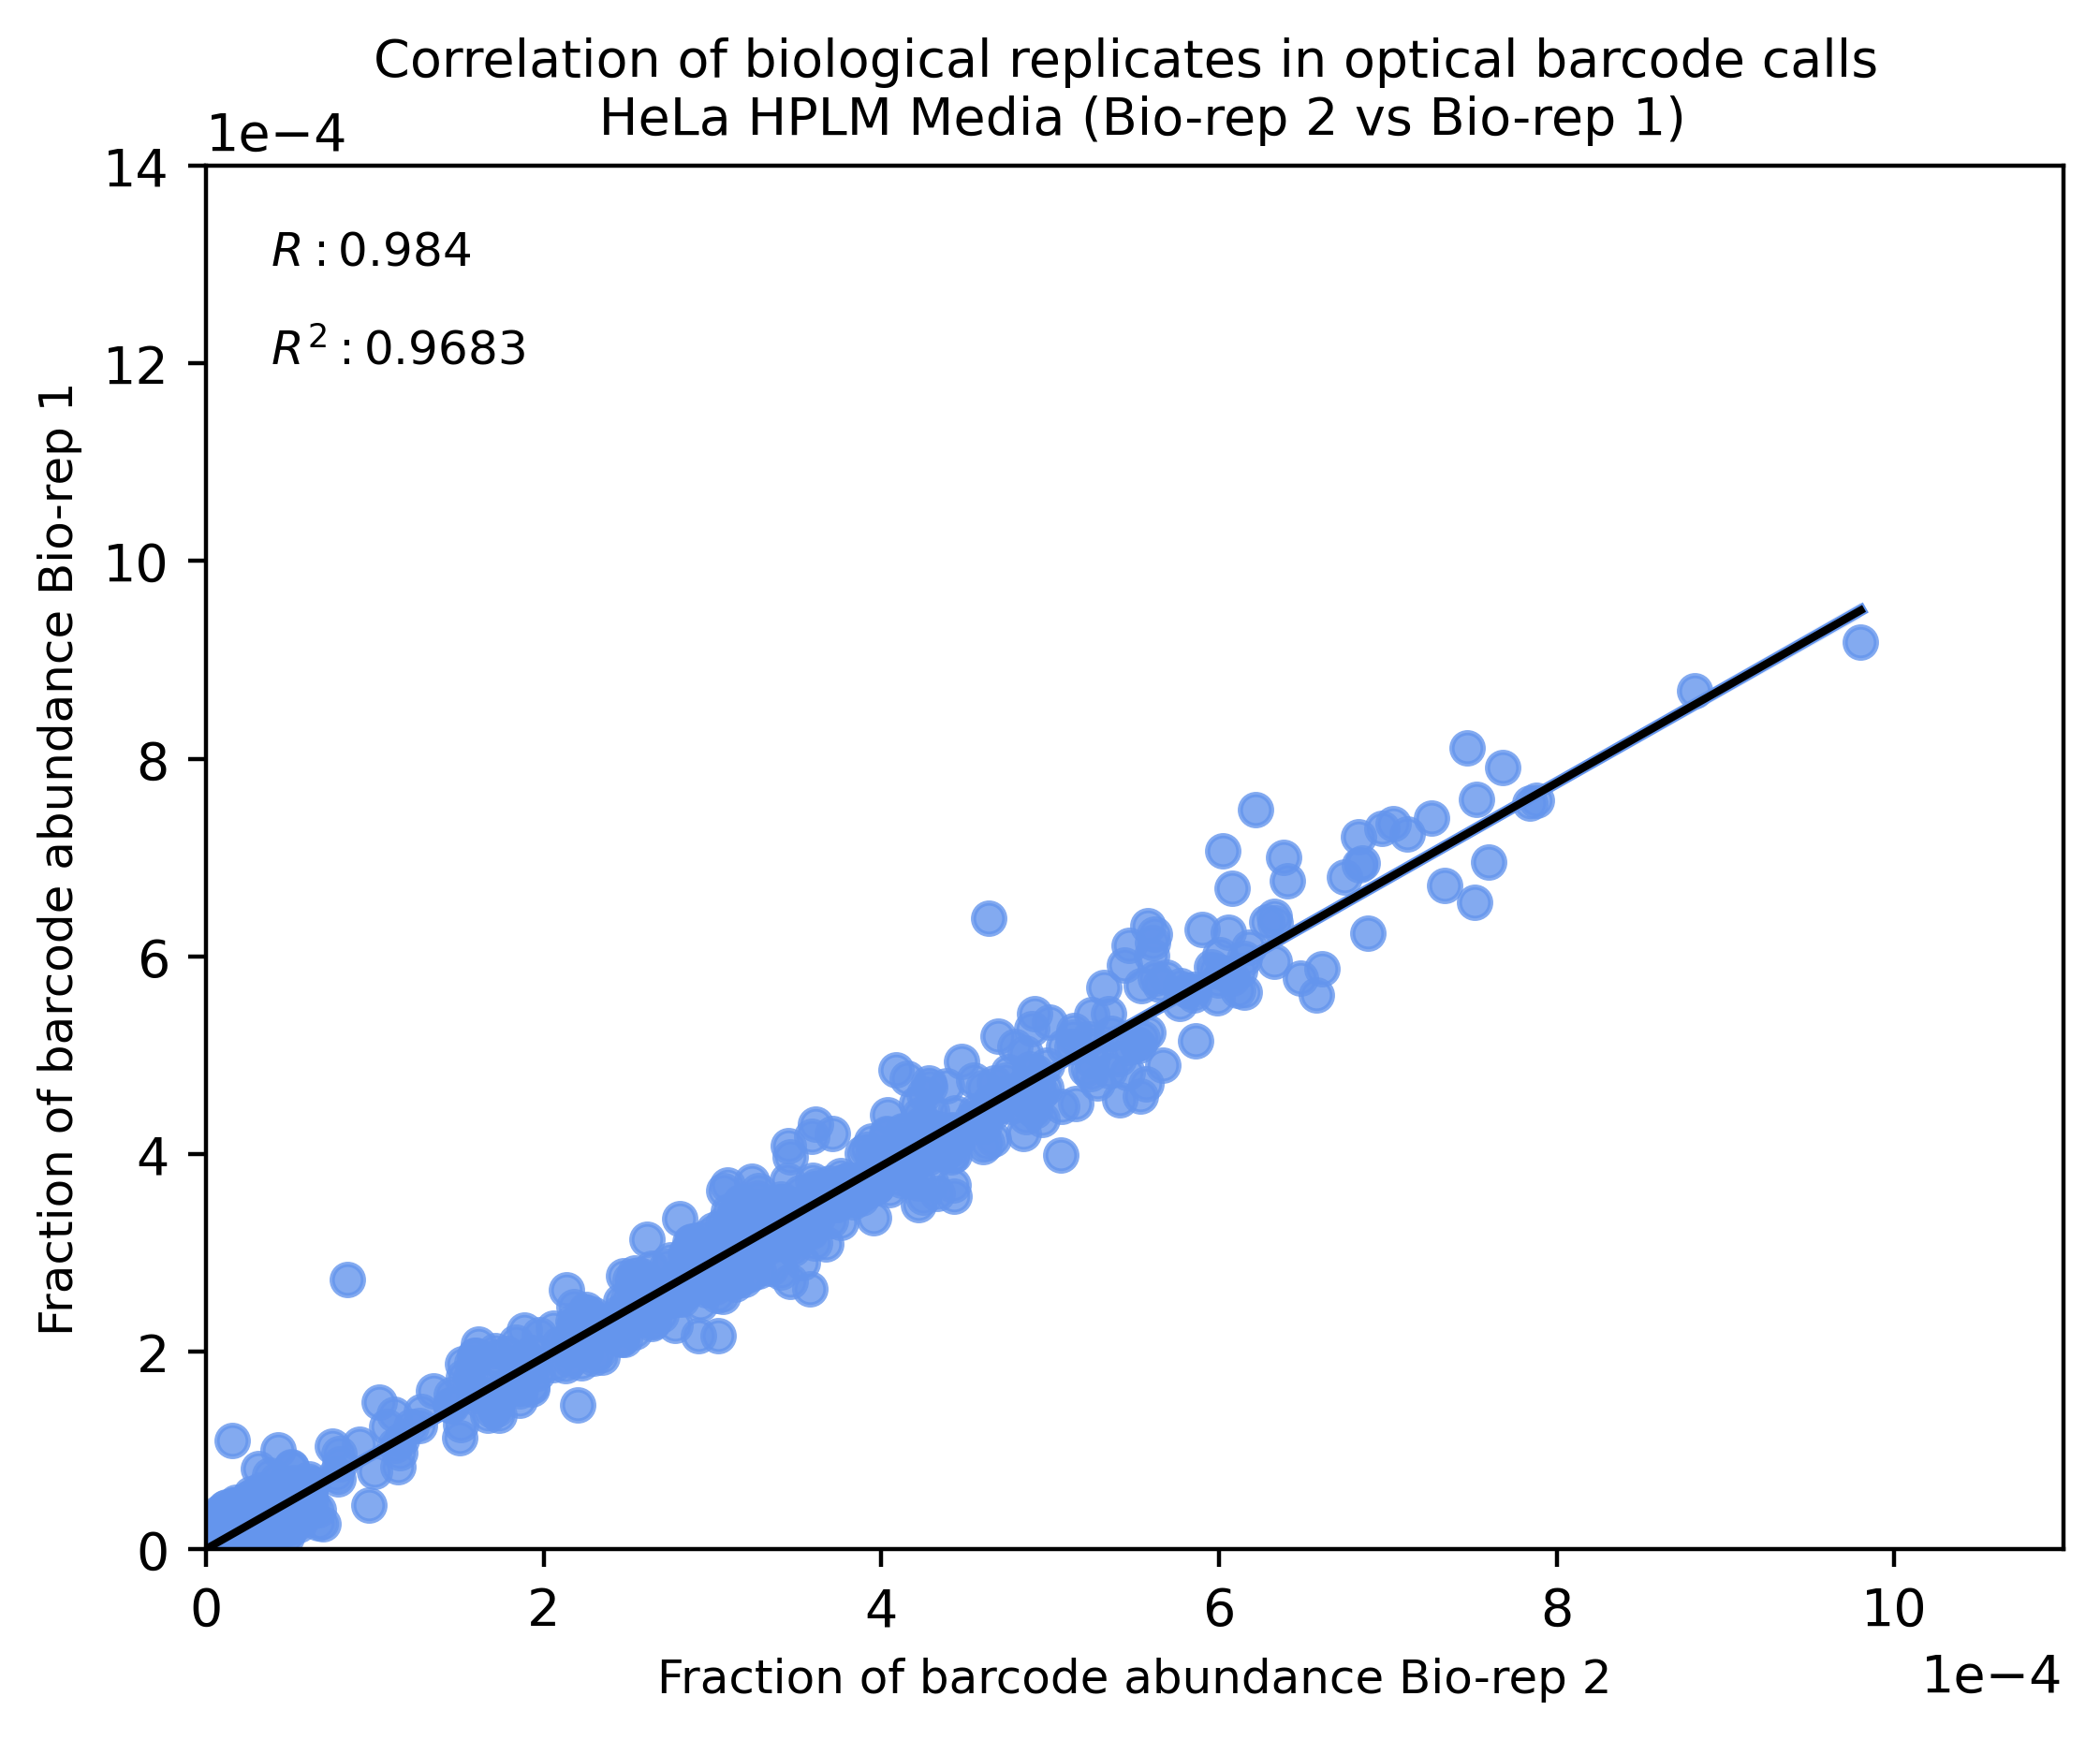 Correlation of biological replicates in optical barcode calls
HeLa HPLM Media (Bio-rep 2 vs Bio-rep 1)
1e−4
14
12
10
8
6
4
2
0
R : 0.984
R² : 0.9683
Fraction of barcode abundance Bio-rep 1
0 2 4 6 8 10
Fraction of barcode abundance Bio-rep 2
1e−4